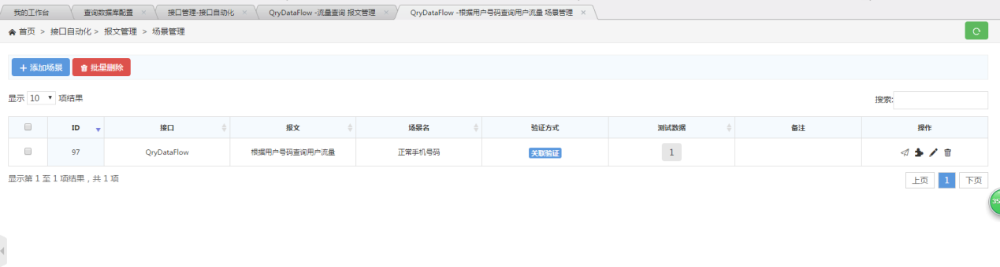 我的工作台 查询数据库配置 × 接口管理-接口自动化 × QryDataFlow -流量查询 报文管理 × QryDataFlow -根据用户号码查询用户流量 场景管理 ×
首页 > 接口自动化 > 报文管理 > 场景管理
+ 添加场景 批量删除
显示 10 项结果 搜索:
ID 接口 报文 场景名 验证方式 测试数据 备注 操作
97 QryDataFlow 根据用户号码查询用户流量 正常手机号码 关联验证 1
显示第 1 至 1 项结果，共 1 项 上页 1 下页
35